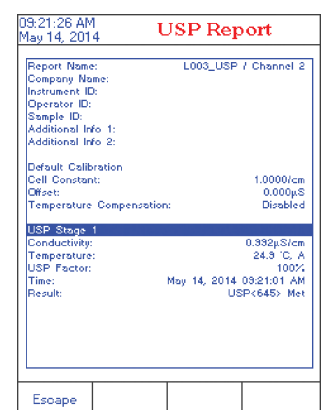 09:21:26 AM
May 14, 2014
USP Report
Report Name: L003_USP / Channel 2
Company Name:
Instrument ID:
Operator ID:
Sample ID:
Additional Info 1:
Additional Info 2:
Default Calibration
Cell Constant: 1.0000/cm
Offset: 0.000µS
Temperature Compensation: Disabled
USP Stage 1
Conductivity: 0.992µS/cm
Temperature: 24.9 °C, A
USP Factor: 100%
Time: May 14, 2014 09:21:01 AM
Result: USP<645> Met
Escape